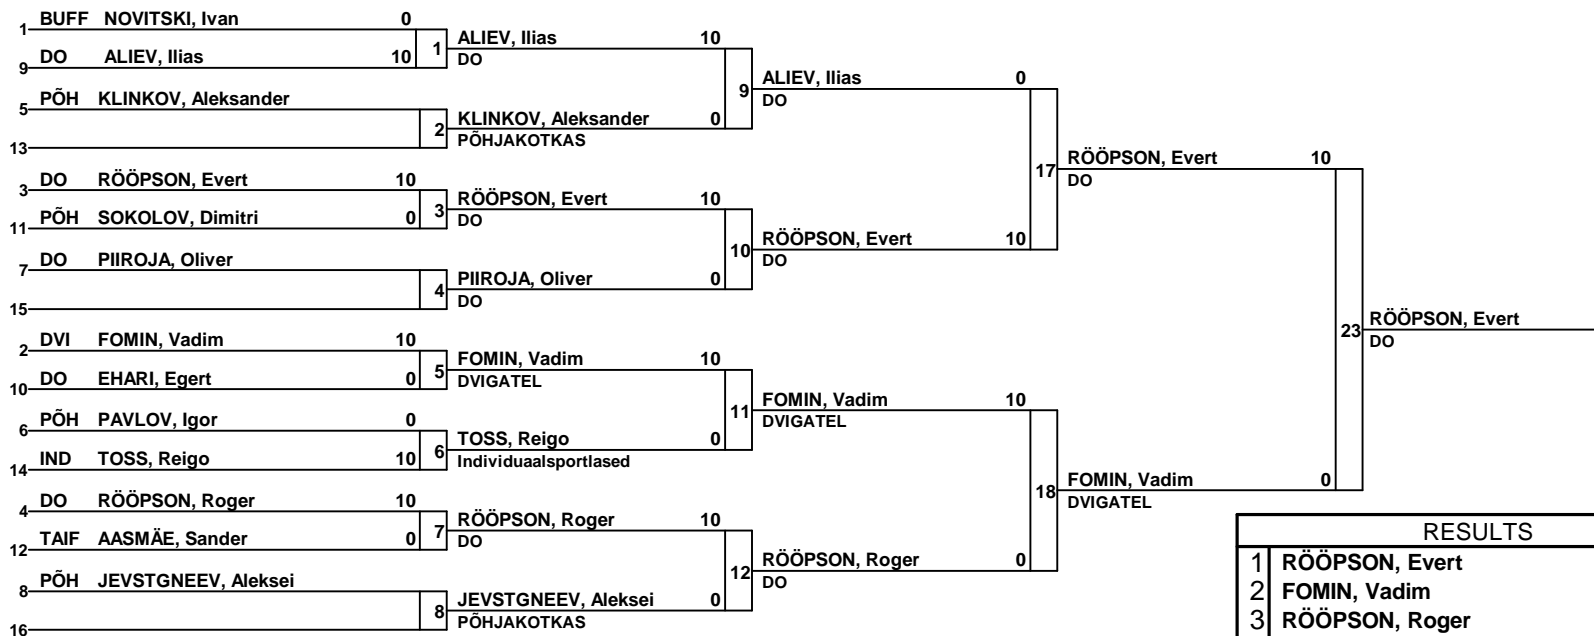 1 BUFF NOVITSKI, Ivan 0
9 DO ALIEV, Ilias 10
1
5 PÕH KLINKOV, Aleksander
13
2
3 DO RÖÖPSON, Evert 10
11 PÕH SOKOLOV, Dimitri 0
3
7 DO PIIROJA, Oliver
15
4
2 DVI FOMIN, Vadim 10
10 DO EHARI, Egert 0
5
6 PÕH PAVLOV, Igor 0
14 IND TOSS, Reigo 10
6
4 DO RÖÖPSON, Roger 10
12 TAIF AASMÄE, Sander 0
7
8 PÕH JEVSTGNEEV, Aleksei
16
8
ALIEV, Ilias 10
DO
9
KLINKOV, Aleksander 0
PÕHJAKOTKAS
RÖÖPSON, Evert 10
DO
10
PIIROJA, Oliver 0
DO
FOMIN, Vadim 10
DVIGATEL
11
TOSS, Reigo 0
Individuaalsportlased
RÖÖPSON, Roger 10
DO
12
JEVSTGNEEV, Aleksei 0
PÕHJAKOTKAS
ALIEV, Ilias 0
DO
17
RÖÖPSON, Evert 10
DO
FOMIN, Vadim 10
DVIGATEL
18
RÖÖPSON, Roger 0
DO
RÖÖPSON, Evert 10
DO
23
FOMIN, Vadim 0
DVIGATEL
RÖÖPSON, Evert
DO
RESULTS
1 RÖÖPSON, Evert
2 FOMIN, Vadim
3 RÖÖPSON, Roger